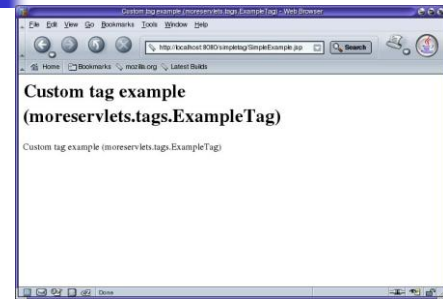 Custom tag example (moreservlets.tags.ExampleTag) - Web Browser
File Edit View Go Bookmarks Tools Window Help
http://localhost:8080/simpletag/SimpleExample.jsp Search
Home Bookmarks mozilla.org Latest Builds
Custom tag example
(moreservlets.tags.ExampleTag)
Custom tag example (moreservlets.tags.ExampleTag)
Done